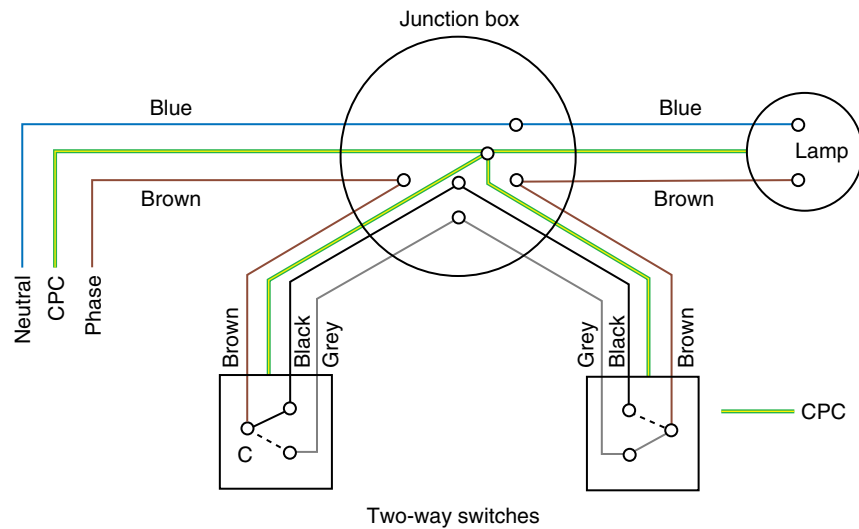 Junction box
Blue
Blue
Lamp
Brown
Brown
Neutral
CPC
Phase
Brown
Black
Grey
Grey
Black
Brown
C
CPC
Two-way switches